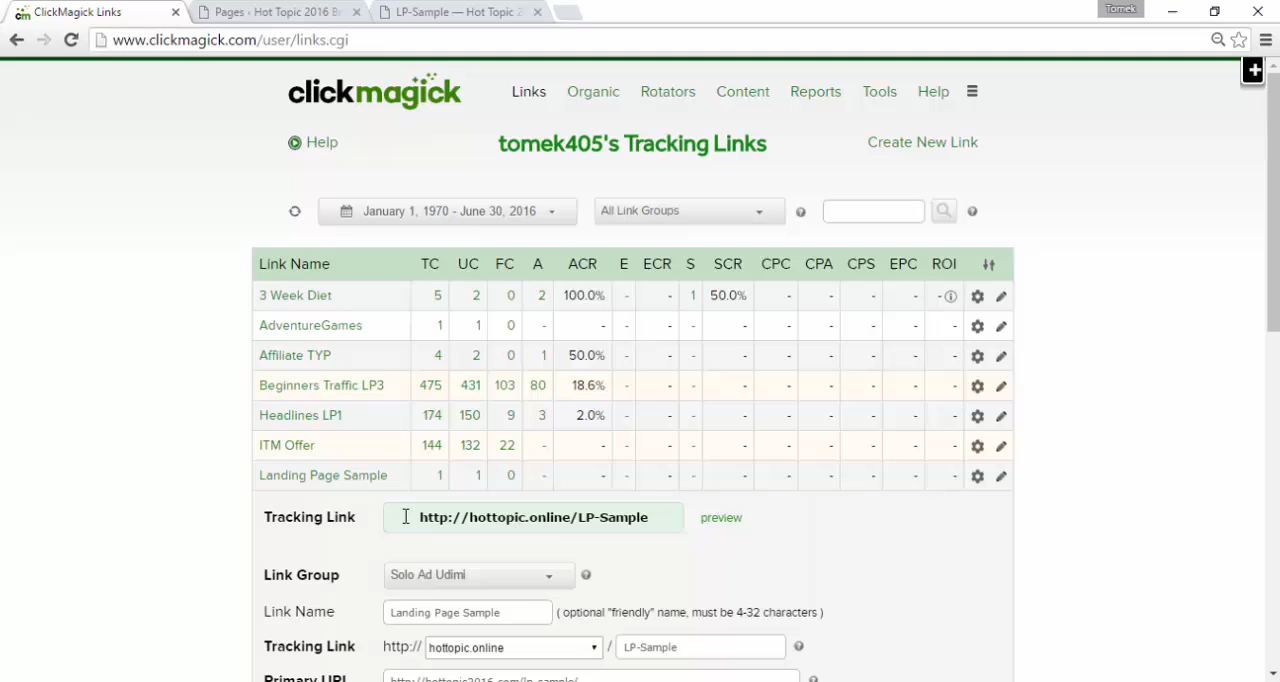 ClickMagick Links
Pages ‹ Hot Topic 2016 B
LP-Sample — Hot Topic 2
Tomek
www.clickmagick.com/user/links.cgi
clickmagick
Links Organic Rotators Content Reports Tools Help
Help
tomek405's Tracking Links
Create New Link
January 1, 1970 - June 30, 2016
All Link Groups
Link Name TC UC FC A ACR E ECR S SCR CPC CPA CPS EPC ROI
3 Week Diet 5 2 0 2 100.0% - - 1 50.0% - - - - -
AdventureGames 1 1 0 - - - - - - - - - - -
Affiliate TYP 4 2 0 1 50.0% - - - - - - - - -
Beginners Traffic LP3 475 431 103 80 18.6% - - - - - - - - -
Headlines LP1 174 150 9 3 2.0% - - - - - - - - -
ITM Offer 144 132 22 - - - - - - - - - - -
Landing Page Sample 1 1 0 - - - - - - - - - - -
Tracking Link http://hottopic.online/LP-Sample preview
Link Group Solo Ad Udimi
Link Name Landing Page Sample ( optional "friendly" name, must be 4-32 characters )
Tracking Link http:// hottopic.online / LP-Sample
Primary URL http://hottopic2016.com/lp-sample/